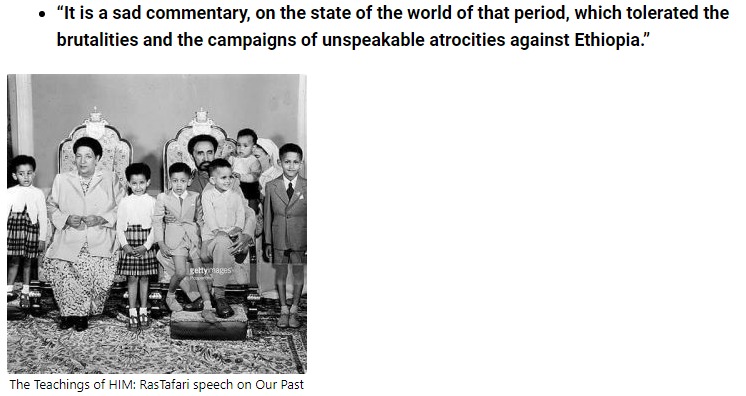 • “It is a sad commentary, on the state of the world of that period, which tolerated the
brutalities and the campaigns of unspeakable atrocities against Ethiopia.”
gettyimages
The Teachings of HIM: RasTafari speech on Our Past